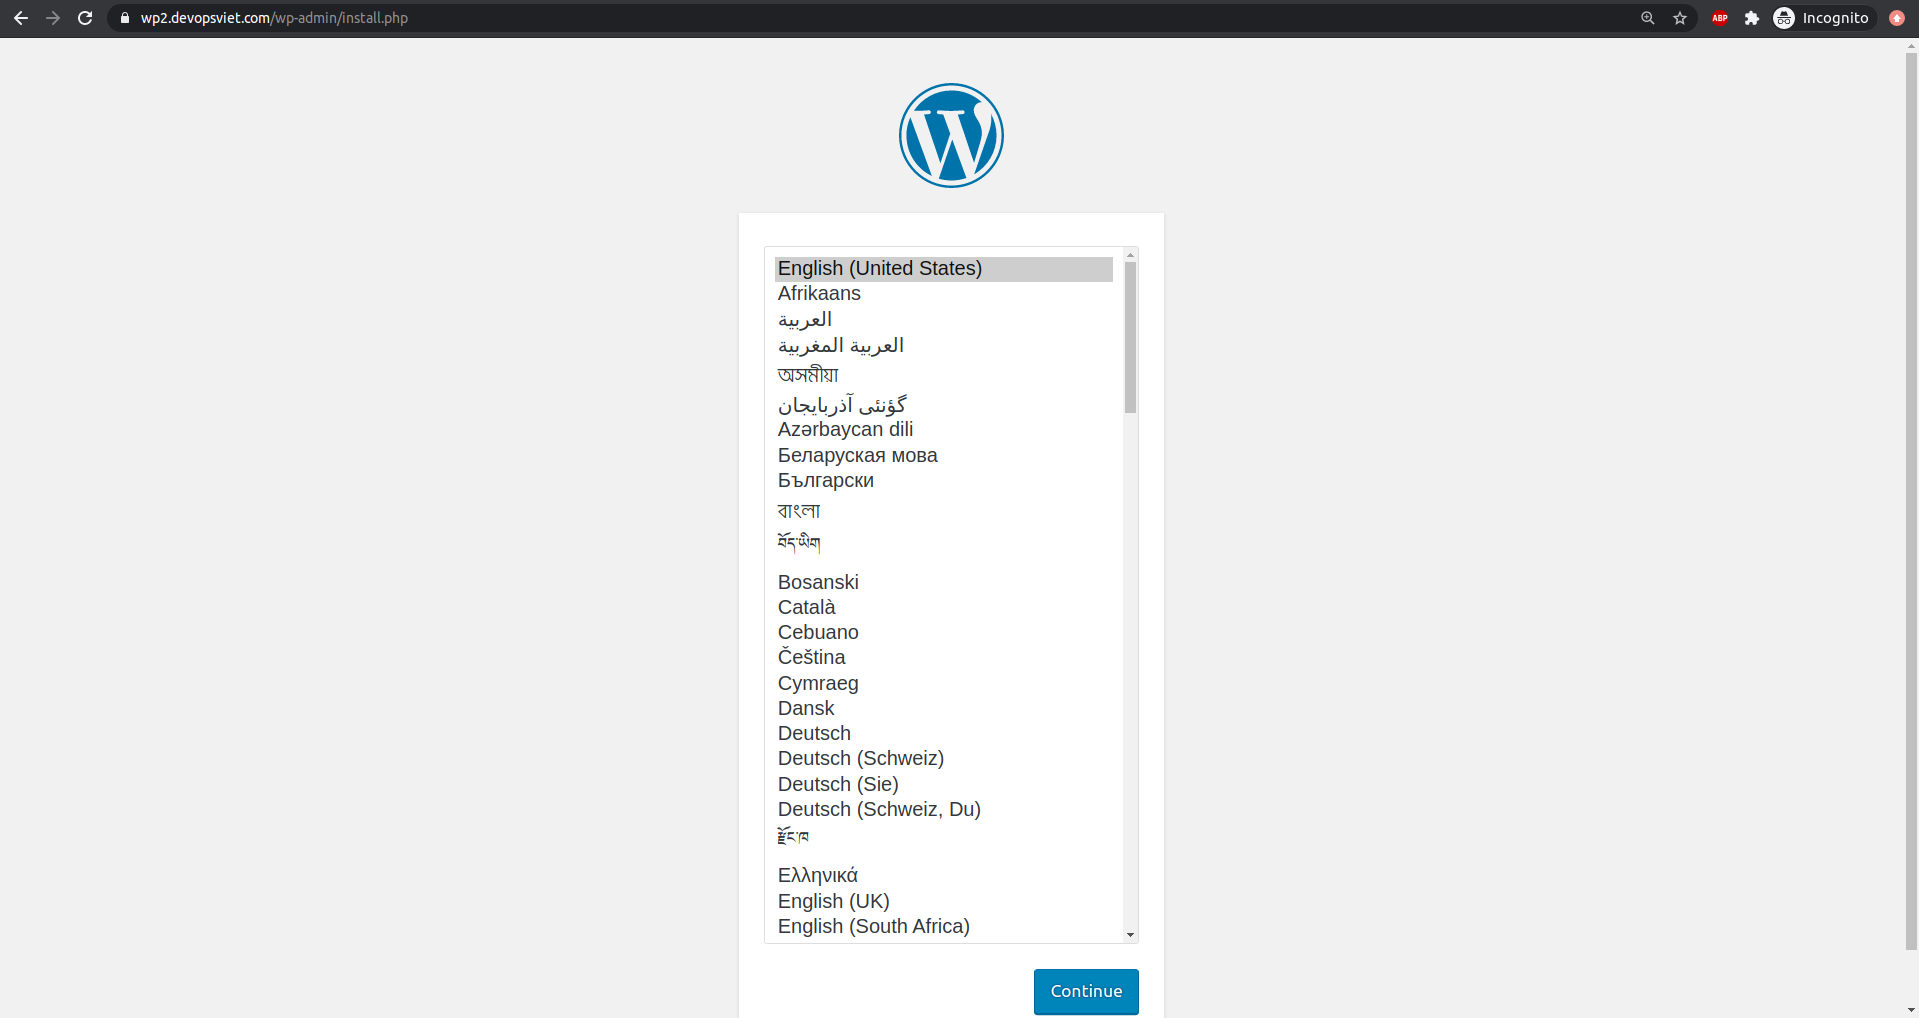 wp2.devopsviet.com/wp-admin/install.php
ABP
Incognito
English (United States)
Afrikaans
العربية
العربية المغربية
অসমীয়া
گؤنئی آذربایجان
Azərbaycan dili
Беларуская мова
Български
বাংলা
བོད་ཡིག
Bosanski
Català
Cebuano
Čeština
Cymraeg
Dansk
Deutsch
Deutsch (Schweiz)
Deutsch (Sie)
Deutsch (Schweiz, Du)
རྫོང་ཁ
Ελληνικά
English (UK)
English (South Africa)
Continue